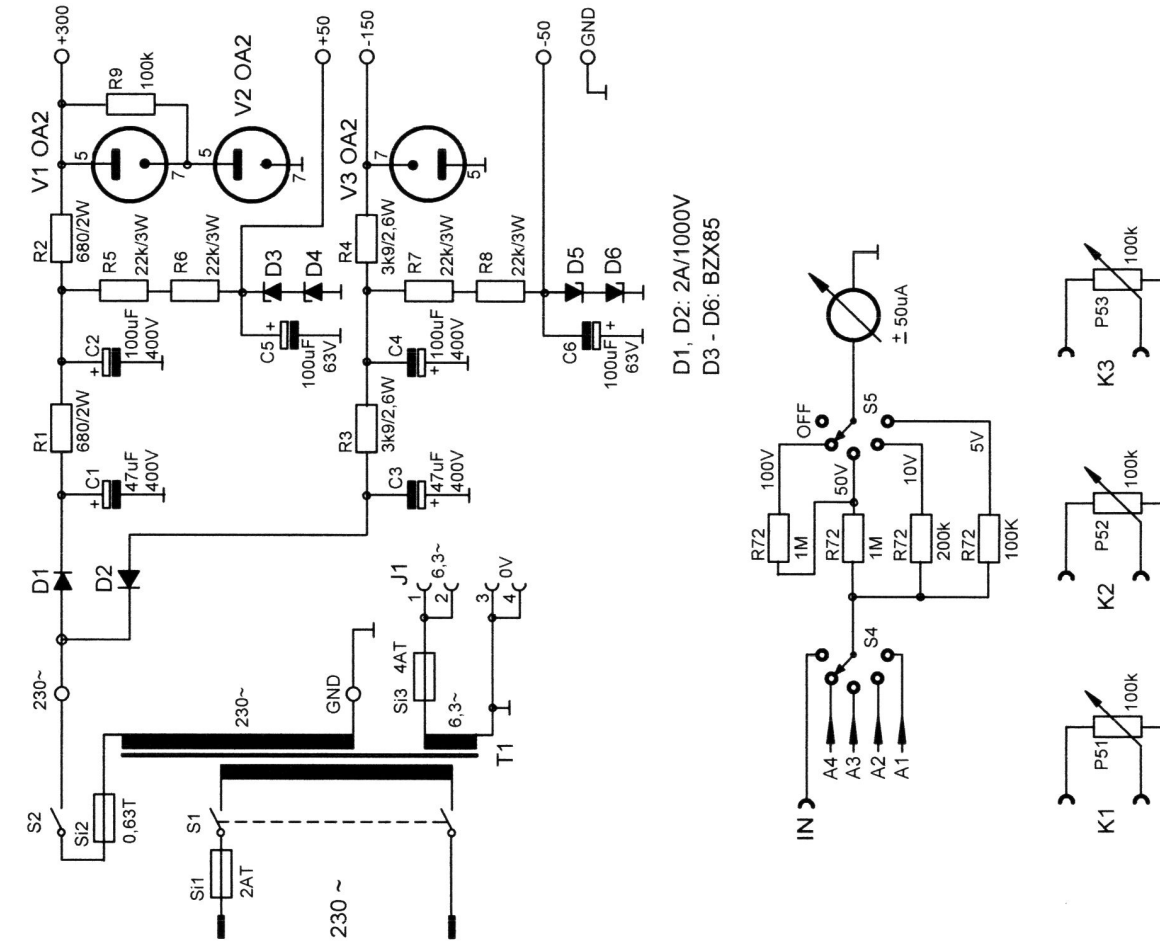 +300
R9
100k
V1 OA2
5
7
V2 OA2
5
7
+50
-150
V3 OA2
7
5
-50
GND
R2
680/2W
R5
22k/3W
R6
22k/3W
D3
D4
C5
+
100uF
63V
R4
3k9/2,6W
R7
22k/3W
R8
22k/3W
D5
D6
C6
+
100uF
63V
C2
+
100uF
400V
R1
680/2W
C1
+
47uF
400V
C4
+
100uF
400V
R3
3k9/2,6W
C3
+
47uF
400V
D1
D2
230~
S2
Si2
0,63T
230~
GND
J1
1
2
6,3~
3
4
0V
Si3
4AT
6,3~
T1
S1
Si1
2AT
230 ~
D1, D2: 2A/1000V
D3 - D6: BZX85
± 50uA
OFF
S5
100V
50V
10V
5V
R72
1M
R72
1M
R72
200k
R72
100K
S4
IN
A4
A3
A2
A1
K1
P51
100k
K2
P52
100k
K3
P53
100k